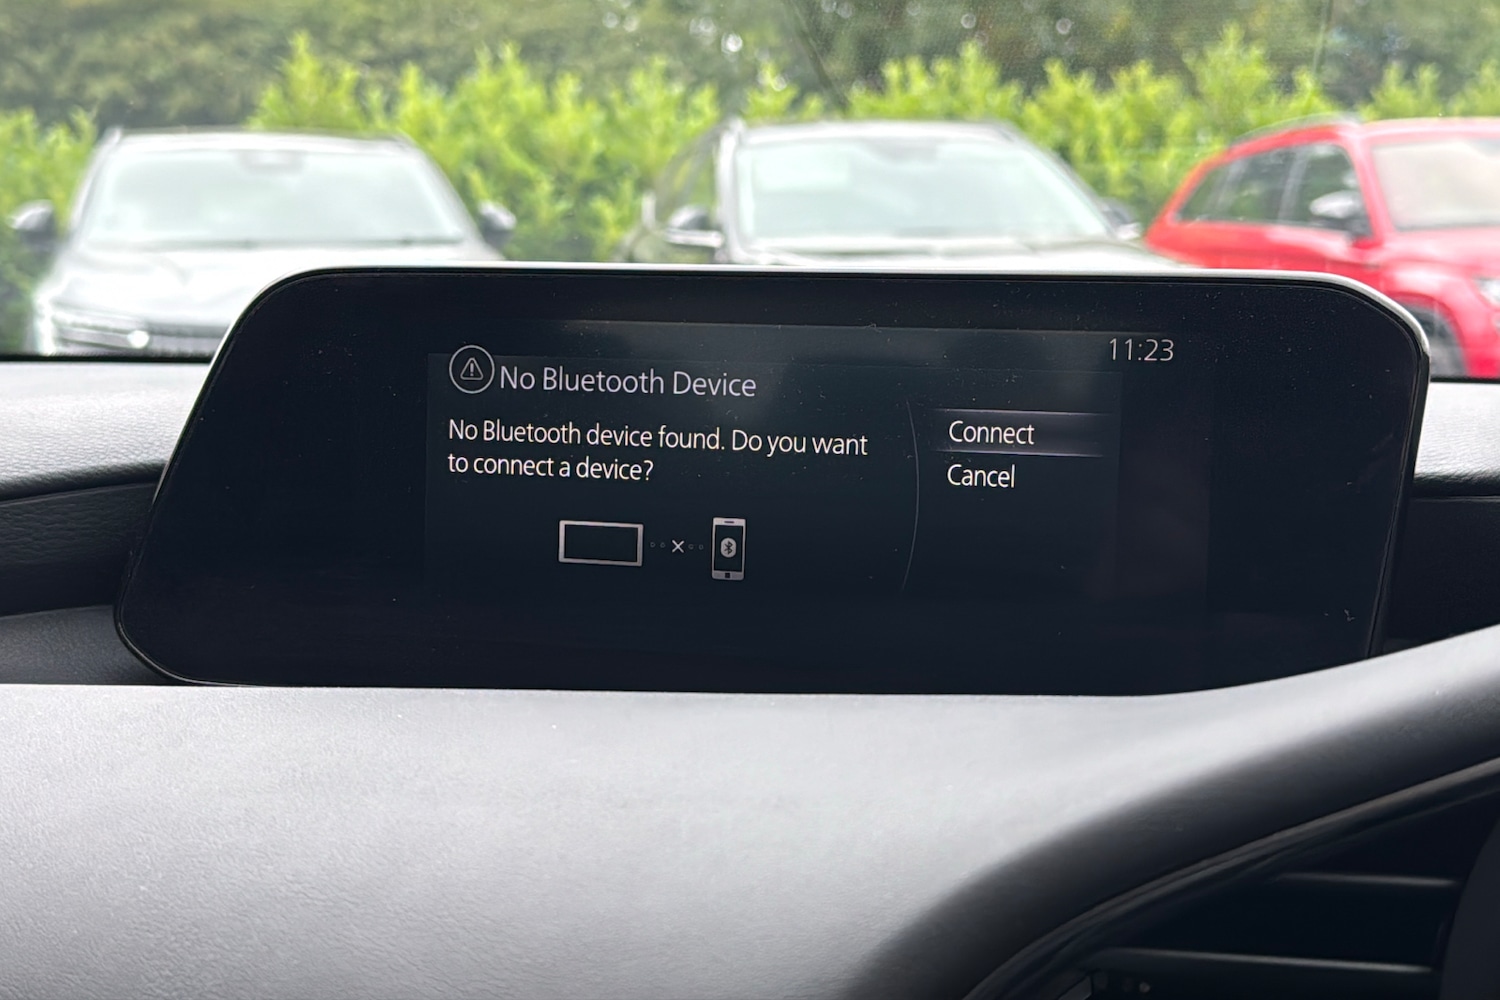 11:23
No Bluetooth Device
No Bluetooth device found. Do you want
to connect a device?
Connect
Cancel